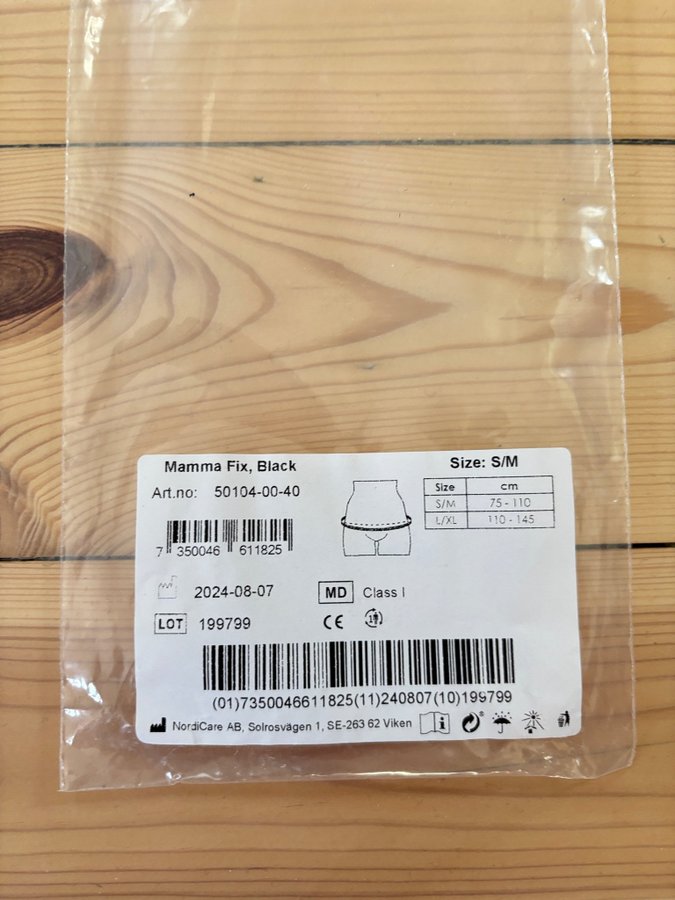 Mamma Fix, Black
Size: S/M
Art.no: 50104-00-40
Size cm
S/M 75 - 110
L/XL 110 - 145
7 350046 611825
2024-08-07
MD Class I
LOT 199799
CE
(01)7350046611825(11)240807(10)199799
NordiCare AB, Solrosvägen 1, SE-263 62 Viken